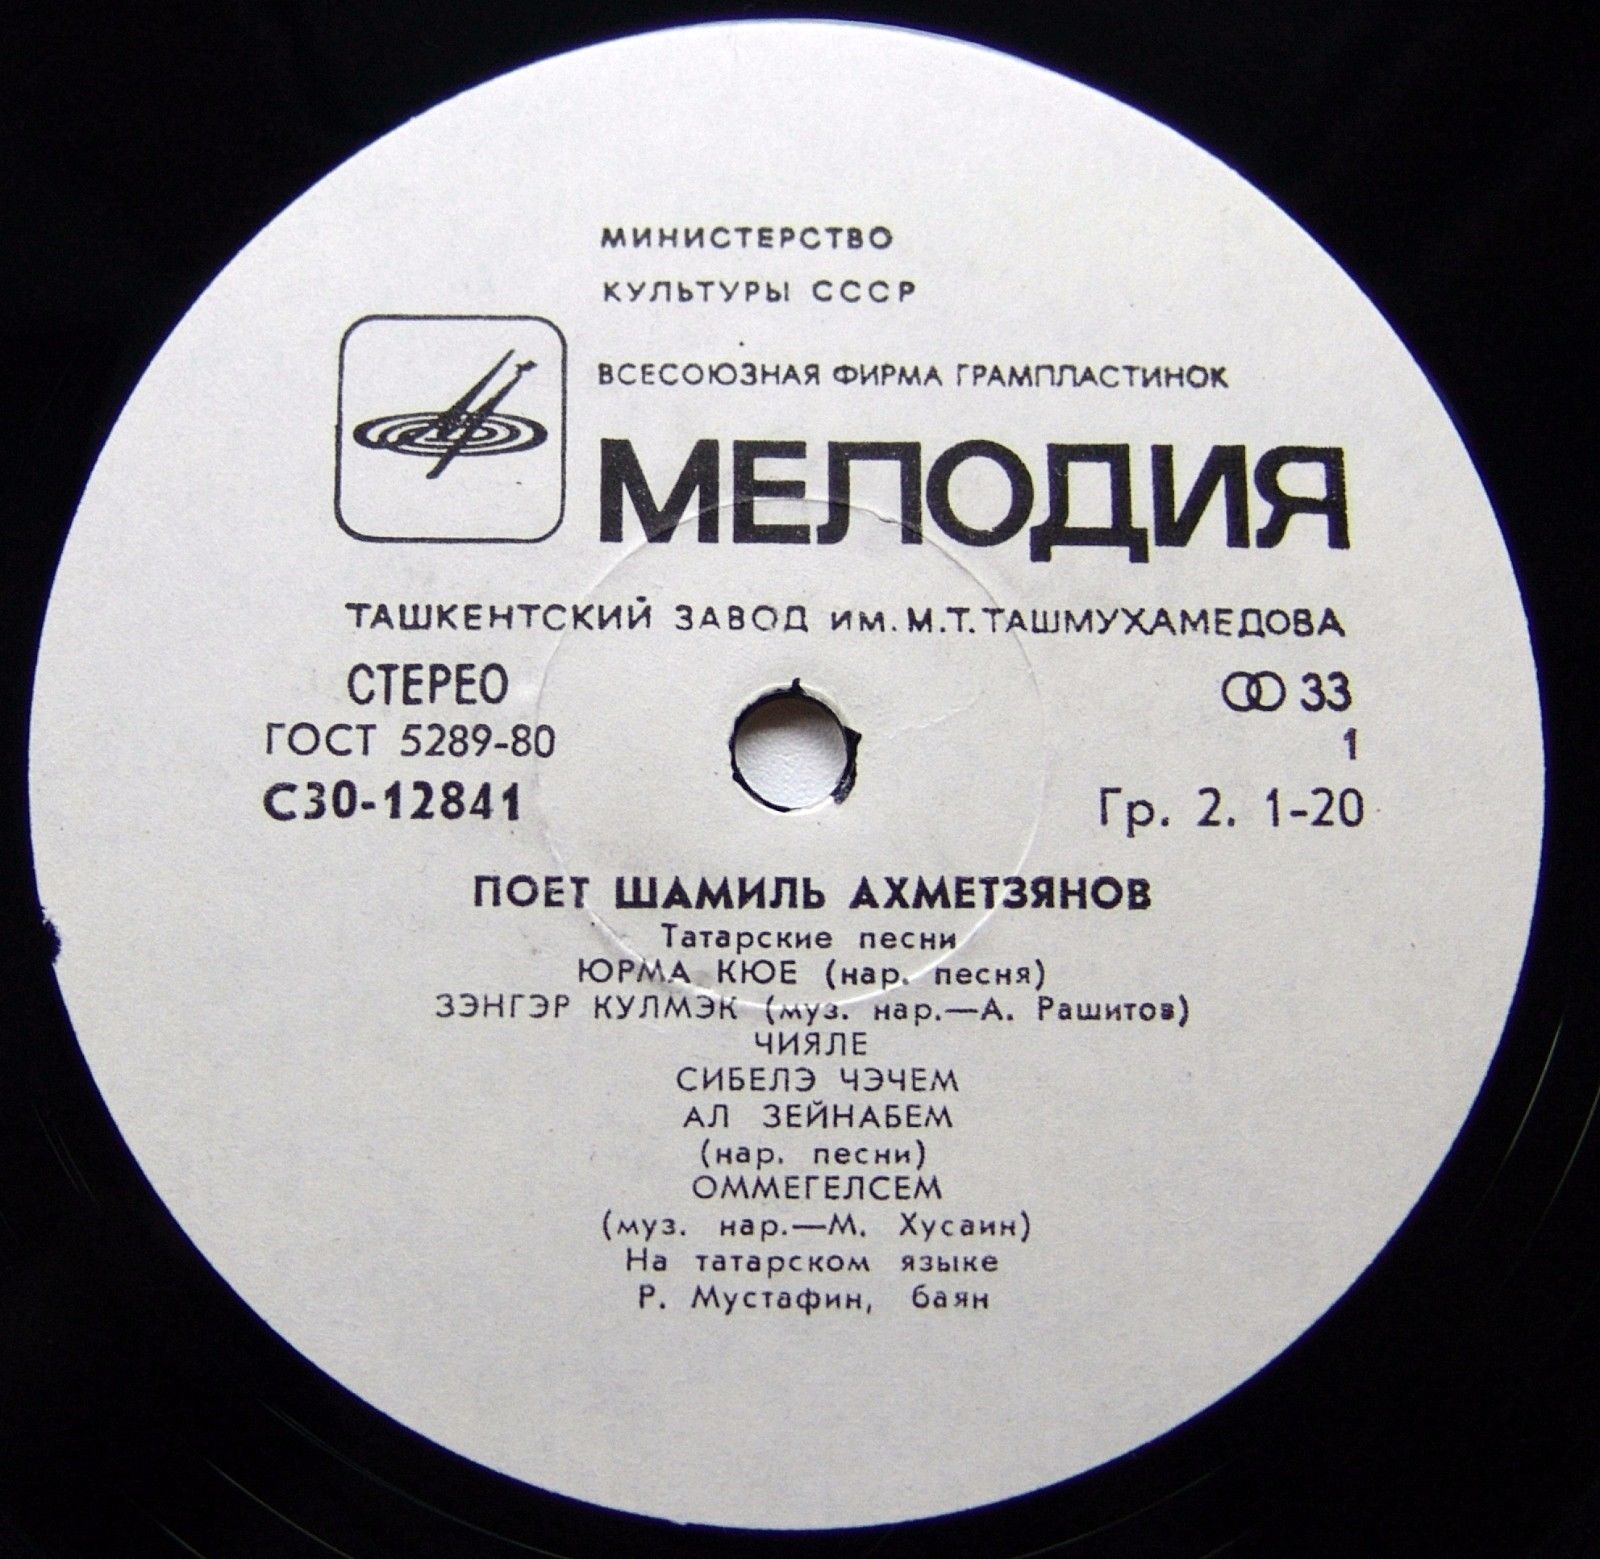 МИНИСТЕРСТВО
КУЛЬТУРЫ СССР
ВСЕСОЮЗНАЯ ФИРМА ГРАМПЛАСТИНОК
МЕЛОДИЯ
ТАШКЕНТСКИЙ ЗАВОД ИМ. М.Т.ТАШМУХАМЕДОВА
СТЕРЕО 33
ГОСТ 5289-80 1
С30-12841 Гр. 2. 1-20
ПОЕТ ШАМИЛЬ АХМЕТЗЯНОВ
Татарские песни
ЮРМА КЮЕ (нар. песня)
ЗЭНГЭР КУЛМЭК (муз. нар.—А. Рашитов)
ЧИЯЛЕ
СИБЕЛЭ ЧЭЧЕМ
АЛ ЗЕЙНАБЕМ
(нар. песни)
ОММЕГЕЛСЕМ
(муз. нар.—М. Хусаин)
На татарском языке
Р. Мустафин, баян